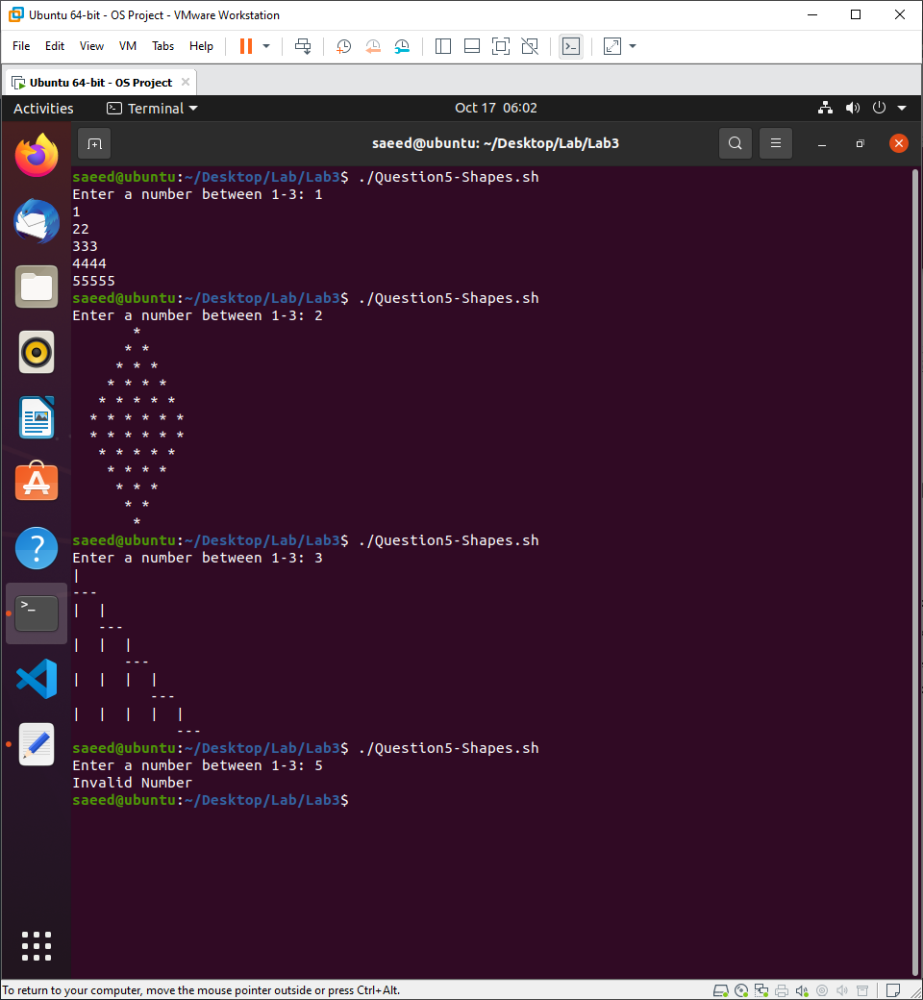 Ubuntu 64-bit - OS Project - VMware Workstation
File Edit View VM Tabs Help
Ubuntu 64-bit - OS Project
Activities Terminal Oct 17 06:02
saeed@ubuntu: ~/Desktop/Lab/Lab3
saeed@ubuntu:~/Desktop/Lab/Lab3$ ./Question5-Shapes.sh
Enter a number between 1-3: 1
1
22
333
4444
55555
saeed@ubuntu:~/Desktop/Lab/Lab3$ ./Question5-Shapes.sh
Enter a number between 1-3: 2
       *
      * *
     * * *
    * * * *
   * * * * *
  * * * * * *
  * * * * * *
   * * * * *
    * * * *
     * * *
      * *
       *
saeed@ubuntu:~/Desktop/Lab/Lab3$ ./Question5-Shapes.sh
Enter a number between 1-3: 3
|
---
|  |
   ---
|  |  |
      ---
|  |  |  |
         ---
|  |  |  |  |
            ---
saeed@ubuntu:~/Desktop/Lab/Lab3$ ./Question5-Shapes.sh
Enter a number between 1-3: 5
Invalid Number
saeed@ubuntu:~/Desktop/Lab/Lab3$
To return to your computer, move the mouse pointer outside or press Ctrl+Alt.